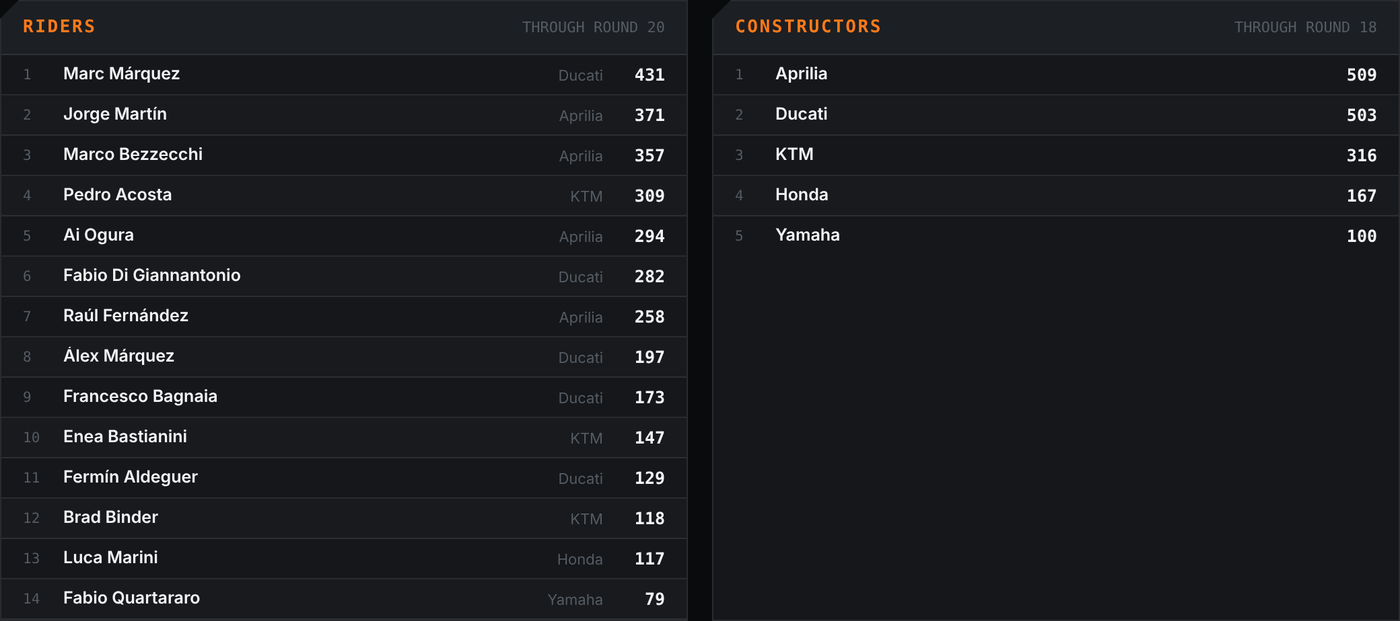 RIDERS THROUGH ROUND 20
1 Marc Márquez Ducati 431
2 Jorge Martín Aprilia 371
3 Marco Bezzecchi Aprilia 357
4 Pedro Acosta KTM 309
5 Ai Ogura Aprilia 294
6 Fabio Di Giannantonio Ducati 282
7 Raúl Fernández Aprilia 258
8 Álex Márquez Ducati 197
9 Francesco Bagnaia Ducati 173
10 Enea Bastianini KTM 147
11 Fermín Aldeguer Ducati 129
12 Brad Binder KTM 118
13 Luca Marini Honda 117
14 Fabio Quartararo Yamaha 79
CONSTRUCTORS THROUGH ROUND 18
1 Aprilia 509
2 Ducati 503
3 KTM 316
4 Honda 167
5 Yamaha 100